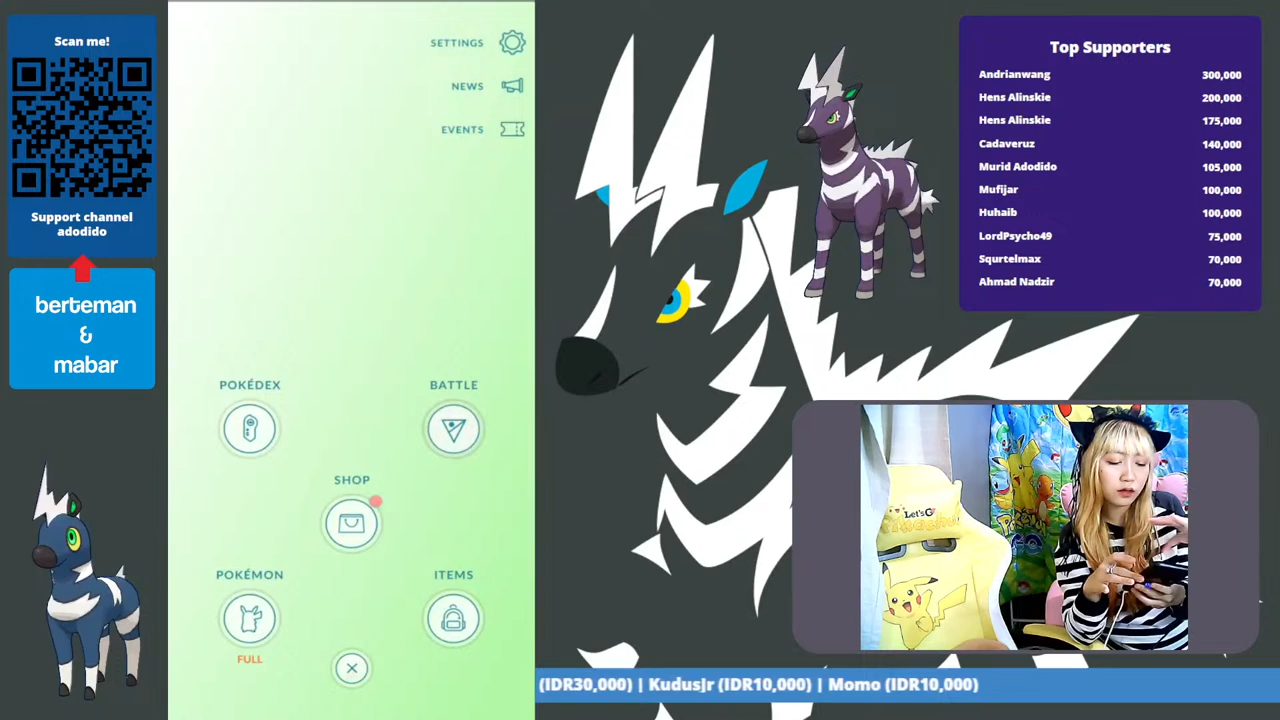 Scan me!
Support channel
adodido
berteman
&
mabar
SETTINGS
NEWS
EVENTS
POKÉDEX
BATTLE
SHOP
POKÉMON
ITEMS
FULL
Top Supporters
Andrianwang 300,000
Hens Alinskie 200,000
Hens Alinskie 175,000
Cadaveruz 140,000
Murid Adodido 105,000
Mufijar 100,000
Huhaib 100,000
LordPsycho49 75,000
Squrtelmax 70,000
Ahmad Nadzir 70,000
Let's Go
(IDR30,000) | Kudusjr (IDR10,000) | Momo (IDR10,000)